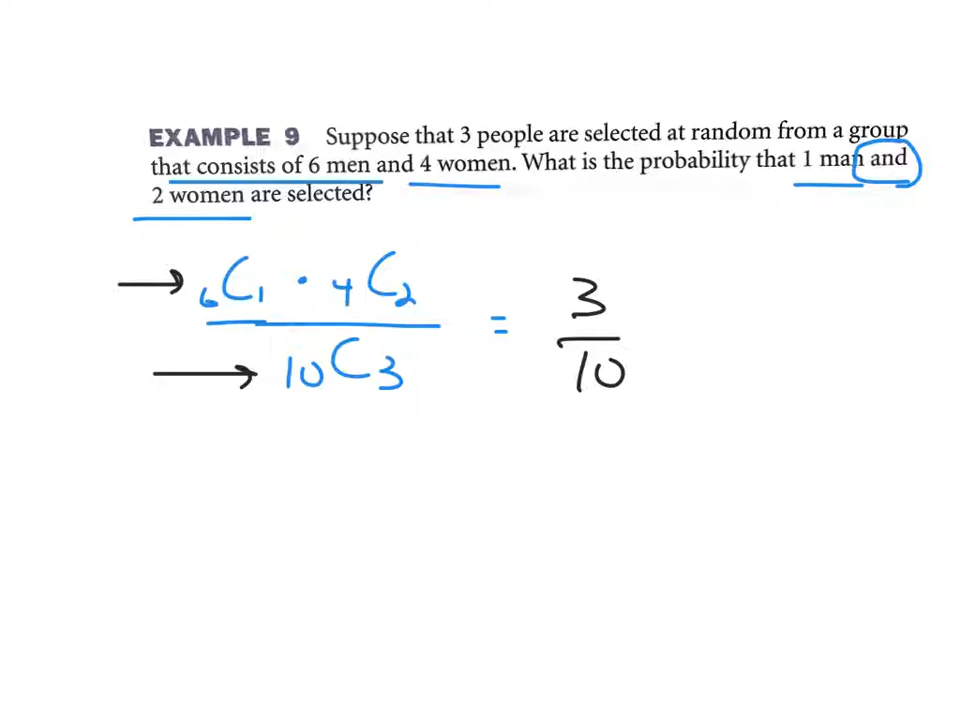 EXAMPLE 9 Suppose that 3 people are selected at random from a group
that consists of 6 men and 4 women. What is the probability that 1 man and
2 women are selected?
→ ₆C₁ · ₄C₂
→ ₁₀C₃
=
3
10